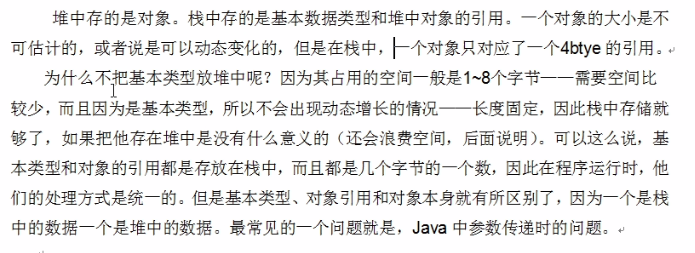 堆中存的是对象。栈中存的是基本数据类型和堆中对象的引用。一个对象的大小是不
可估计的，或者说是可以动态变化的，但是在栈中，一个对象只对应了一个4btye 的引用。
为什么不把基本类型放堆中呢？因为其占用的空间一般是1~8个字节——需要空间比
较少，而且因为是基本类型，所以不会出现动态增长的情况——长度固定，因此栈中存储就
够了，如果把他存在堆中是没有什么意义的（还会浪费空间，后面说明）。可以这么说，基
本类型和对象的引用都是存放在栈中，而且都是几个字节的一个数，因此在程序运行时，他
们的处理方式是统一的。但是基本类型、对象引用和对象本身就有所区别了，因为一个是栈
中的数据一个是堆中的数据。最常见的一个问题就是，Java 中参数传递时的问题。